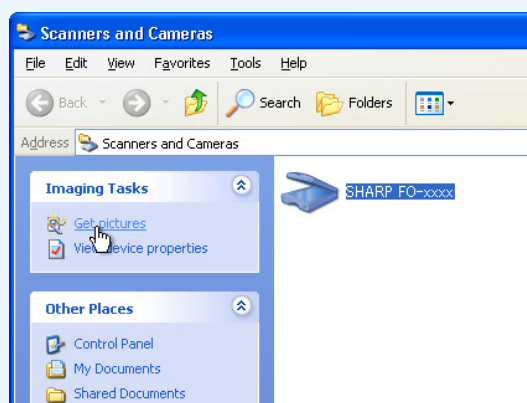 Scanners and Cameras
File Edit View Favorites Tools Help
Back Search Folders
Address Scanners and Cameras
Imaging Tasks
SHARP FO-xxxx
Get pictures
View device properties
Other Places
Control Panel
My Documents
Shared Documents